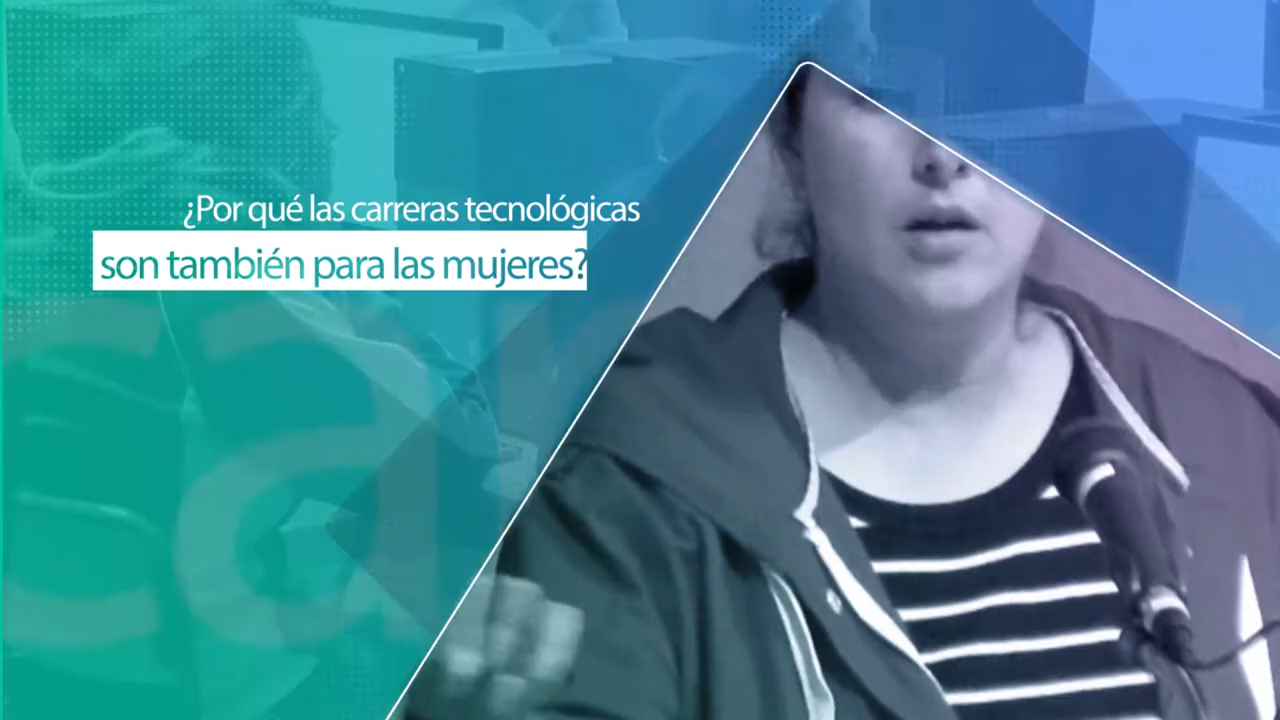 ¿Por qué las carreras tecnológicas
son también para las mujeres?